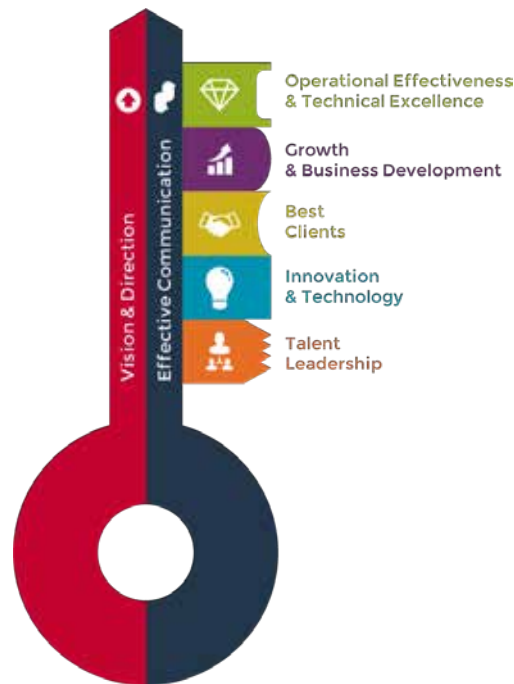 Vision & Direction
Effective Communication
Operational Effectiveness
& Technical Excellence
Growth
& Business Development
Best
Clients
Innovation
& Technology
Talent
Leadership